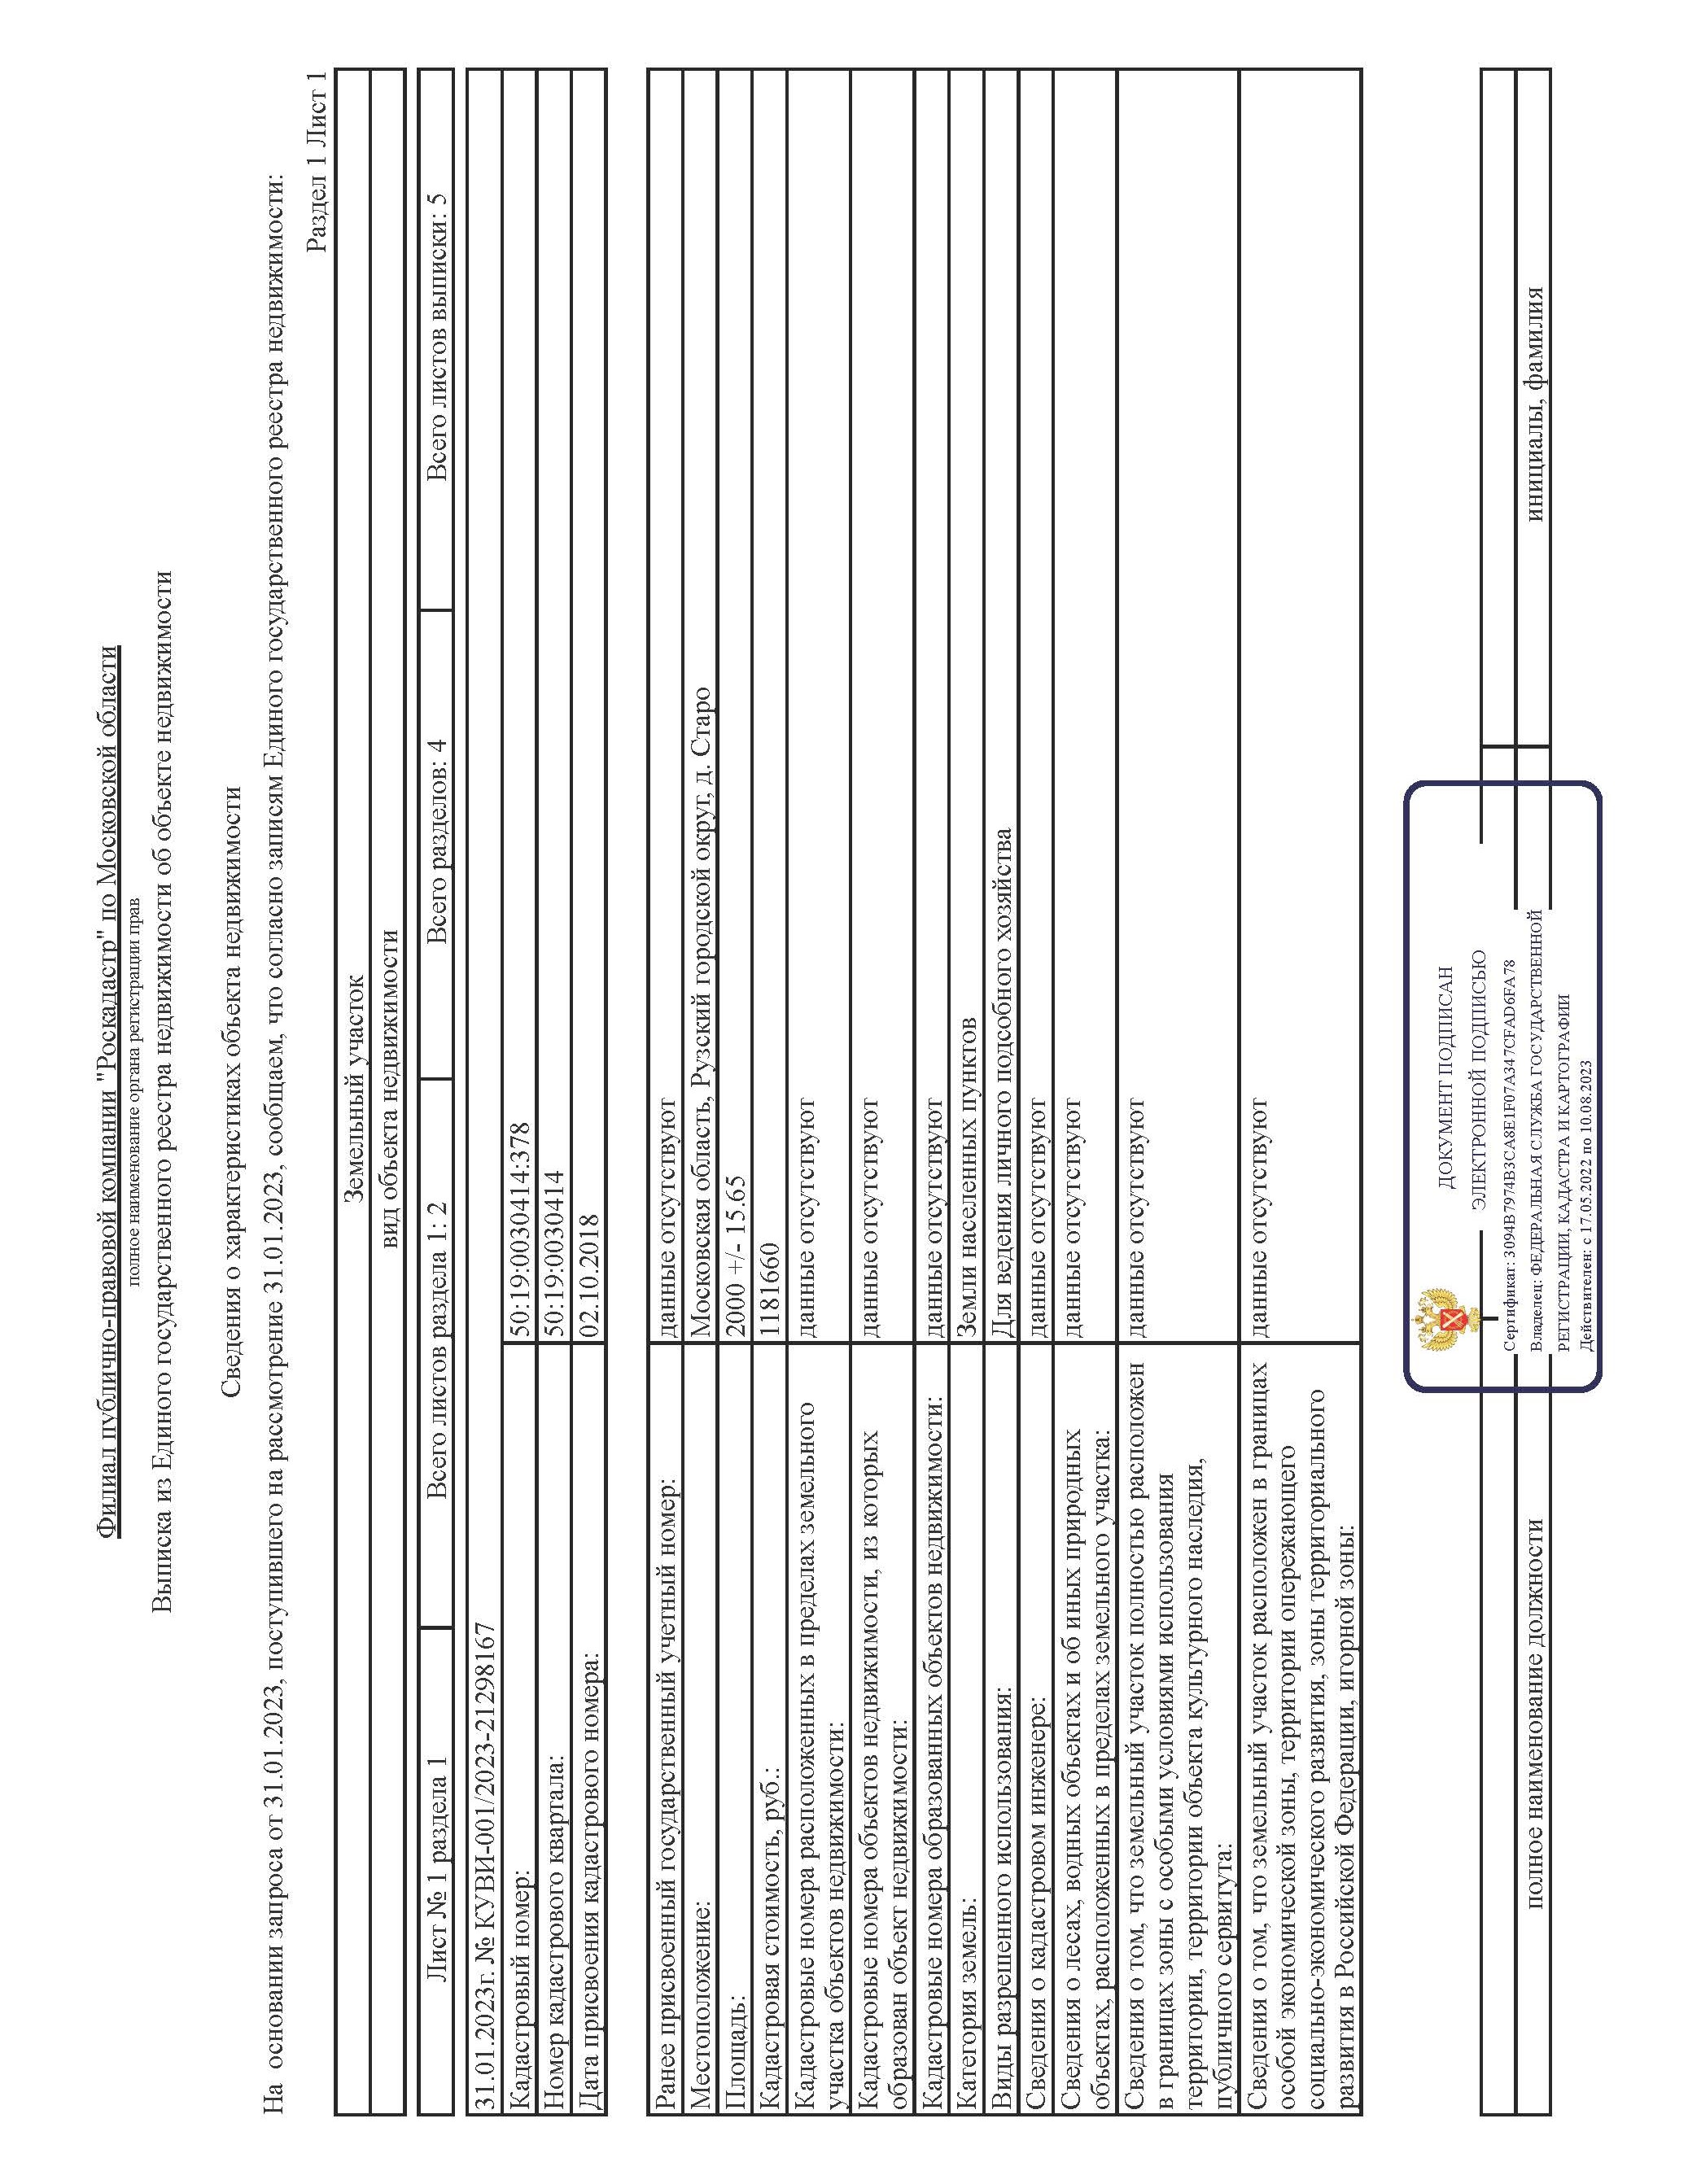 Филиал публично-правовой компании "Роскадастр" по Московской области
полное наименование органа регистрации прав
Выписка из Единого государственного реестра недвижимости об объекте недвижимости
Сведения о характеристиках объекта недвижимости
На основании запроса от 31.01.2023, поступившего на рассмотрение 31.01.2023, сообщаем, что согласно записям Единого государственного реестра недвижимости:
Раздел 1 Лист 1
Земельный участок
вид объекта недвижимости
Лист № 1 раздела 1 Всего листов раздела 1: 2 Всего разделов: 4 Всего листов выписки: 5
31.01.2023г. № КУВИ-001/2023-21298167
Кадастровый номер: 50:19:0030414:378
Номер кадастрового квартала: 50:19:0030414
Дата присвоения кадастрового номера: 02.10.2018
Ранее присвоенный государственный учетный номер: данные отсутствуют
Местоположение: Московская область, Рузский городской округ, д. Старо
Площадь: 2000 +/- 15.65
Кадастровая стоимость, руб.: 1181660
Кадастровые номера расположенных в пределах земельного данные отсутствуют
участка объектов недвижимости:
Кадастровые номера объектов недвижимости, из которых данные отсутствуют
образован объект недвижимости:
Кадастровые номера образованных объектов недвижимости: данные отсутствуют
Категория земель: Земли населенных пунктов
Виды разрешенного использования: Для ведения личного подсобного хозяйства
Сведения о кадастровом инженере: данные отсутствуют
Сведения о лесах, водных объектах и об иных природных данные отсутствуют
объектах, расположенных в пределах земельного участка:
Сведения о том, что земельный участок полностью расположен данные отсутствуют
в границах зоны с особыми условиями использования
территории, территории объекта культурного наследия,
публичного сервитута:
Сведения о том, что земельный участок расположен в границах данные отсутствуют
особой экономической зоны, территории опережающего
социально-экономического развития, зоны территориального
развития в Российской Федерации, игорной зоны:
ДОКУМЕНТ ПОДПИСАН
ЭЛЕКТРОННОЙ ПОДПИСЬЮ
Сертификат: 3094B7974B3CA8E1F07A347CFAD6FA78
Владелец: ФЕДЕРАЛЬНАЯ СЛУЖБА ГОСУДАРСТВЕННОЙ
РЕГИСТРАЦИИ, КАДАСТРА И КАРТОГРАФИИ
Действителен: с 17.05.2022 по 10.08.2023
полное наименование должности инициалы, фамилия